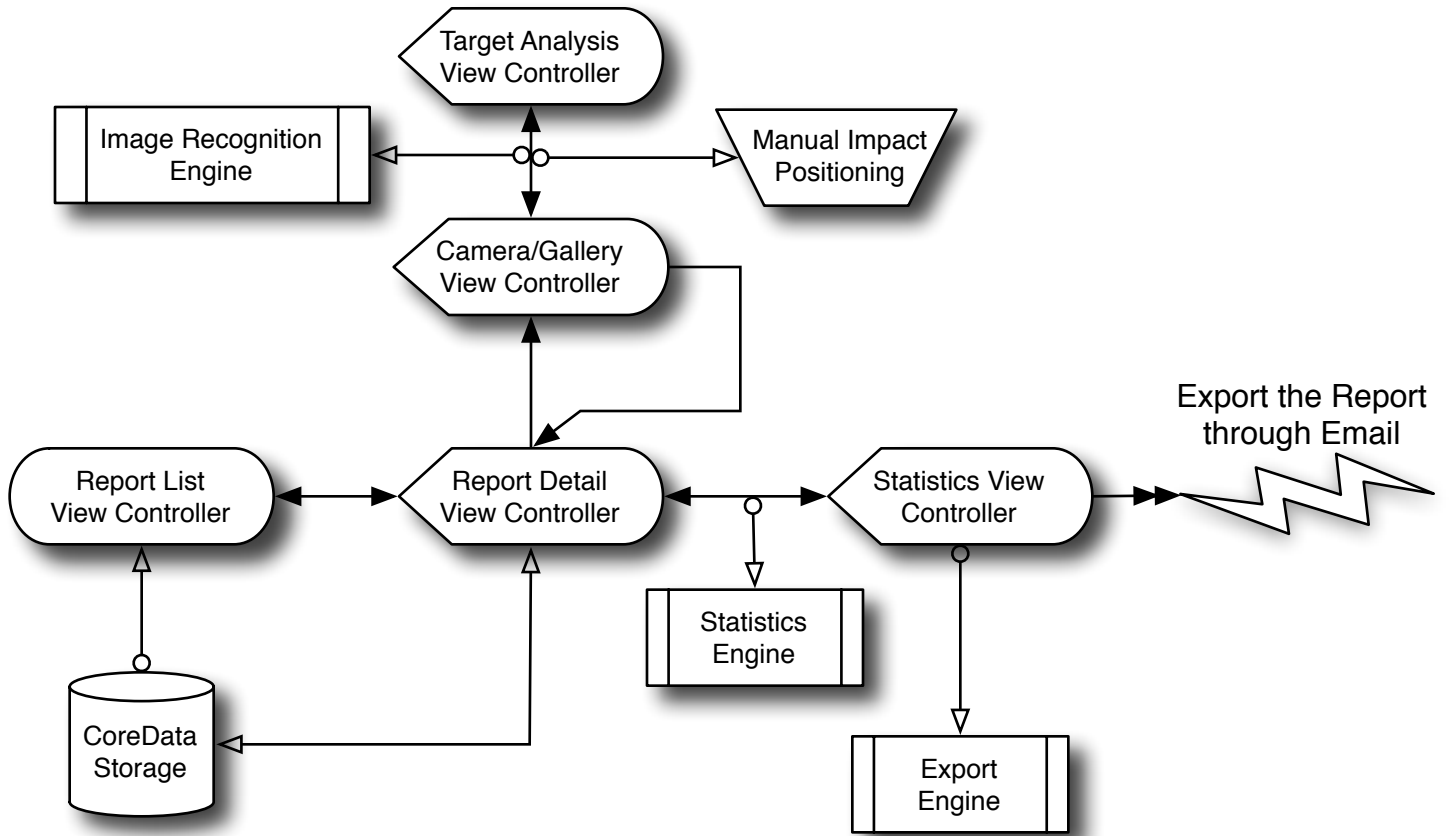 Target Analysis
View Controller
Image Recognition
Engine
Manual Impact
Positioning
Camera/Gallery
View Controller
Export the Report
through Email
Report List
View Controller
Report Detail
View Controller
Statistics View
Controller
Statistics
Engine
CoreData
Storage
Export
Engine